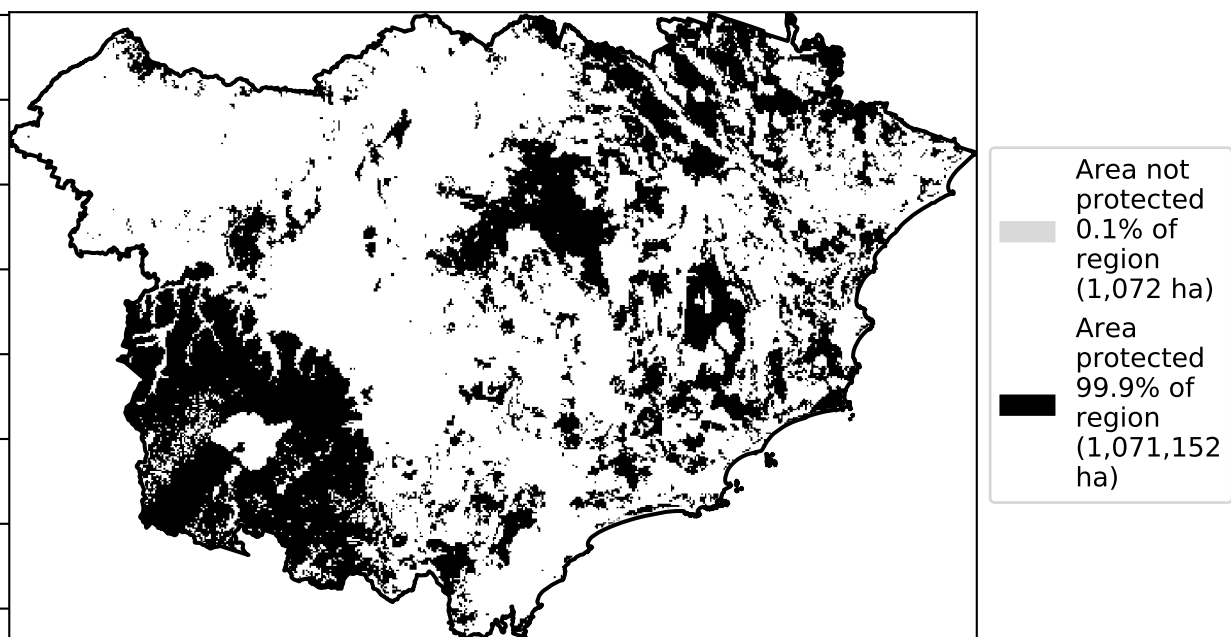 Area not
protected
0.1% of
region
(1,072 ha)
Area
protected
99.9% of
region
(1,071,152
ha)